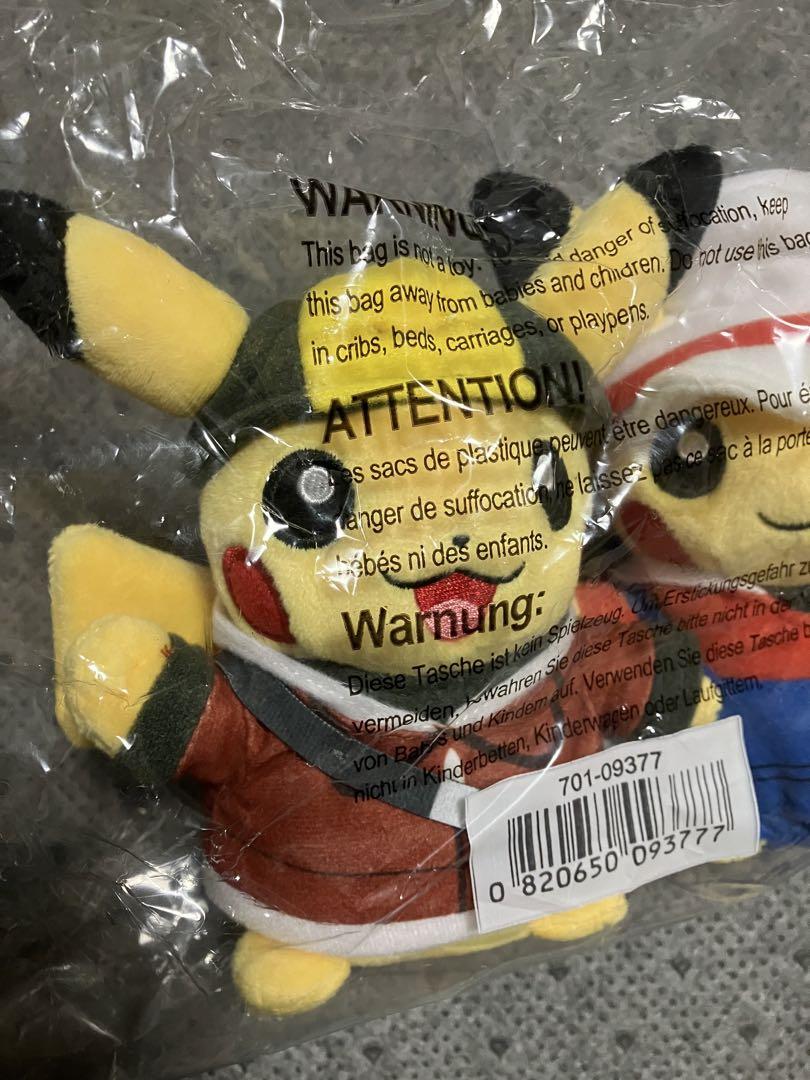 WARNING
This bag is not a toy. danger of suffocation, keep
this bag away from babies and children. Do not use this bag
in cribs, beds, carriages, or playpens.
ATTENTION!
Les sacs de plastique peuvent être dangereux. Pour é
danger de suffocation, ne laissez pas ce sac à la porté
bébés ni des enfants.
Warnung:
Diese Tasche ist kein Spielzeug. Um Erstickungsgefahr zu
vermeiden, bewahren Sie diese Tasche bitte nicht in der
von Babys und Kindern auf. Verwenden Sie diese Tasche b
nicht in Kinderbetten, Kinderwagen oder Laufgittern.
701-09377
0 820650 093777